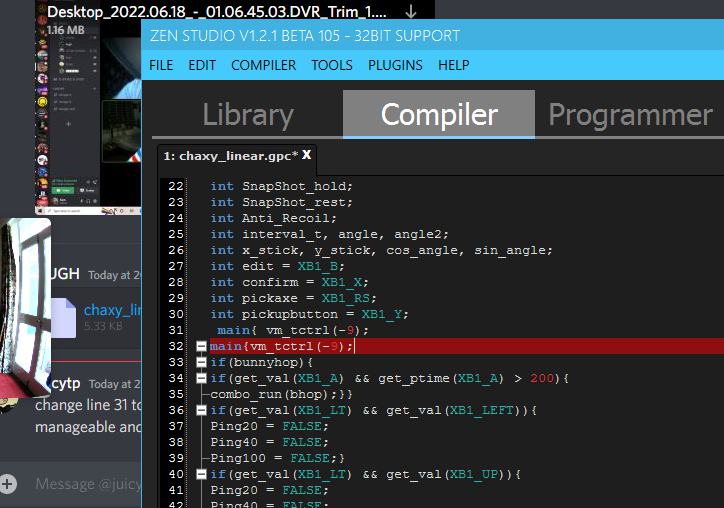 Desktop_2022.06.18_-_01.06.45.03.DVR_Trim_1....
1.16 MB
ZEN STUDIO V1.2.1 BETA 105 - 32BIT SUPPORT
FILE EDIT COMPILER TOOLS PLUGINS HELP
Library Compiler Programmer
1: chaxy_linear.gpc* X
22 int SnapShot_hold;
23 int SnapShot_rest;
24 int Anti_Recoil;
25 int interval_t, angle, angle2;
26 int x_stick, y_stick, cos_angle, sin_angle;
27 int edit = XB1_B;
28 int confirm = XB1_X;
29 int pickaxe = XB1_RS;
30 int pickupbutton = XB1_Y;
31 main{ vm_tctrl(-9);
32 main{vm_tctrl(-9);
33 if(bunnyhop){
34 if(get_val(XB1_A) && get_ptime(XB1_A) > 200){
35 combo_run(bhop);}}
36 if(get_val(XB1_LT) && get_val(XB1_LEFT)){
37 Ping20 = FALSE;
38 Ping40 = FALSE;
39 Ping100 = FALSE;}
40 if(get_val(XB1_LT) && get_val(XB1_UP)){
41 Ping20 = FALSE;
42 Ping40 = FALSE;
UGH Today at 20
chaxy_lin
5.33 KB
cytp Today at 2
change line 31 to
manageable and
Message @juicy